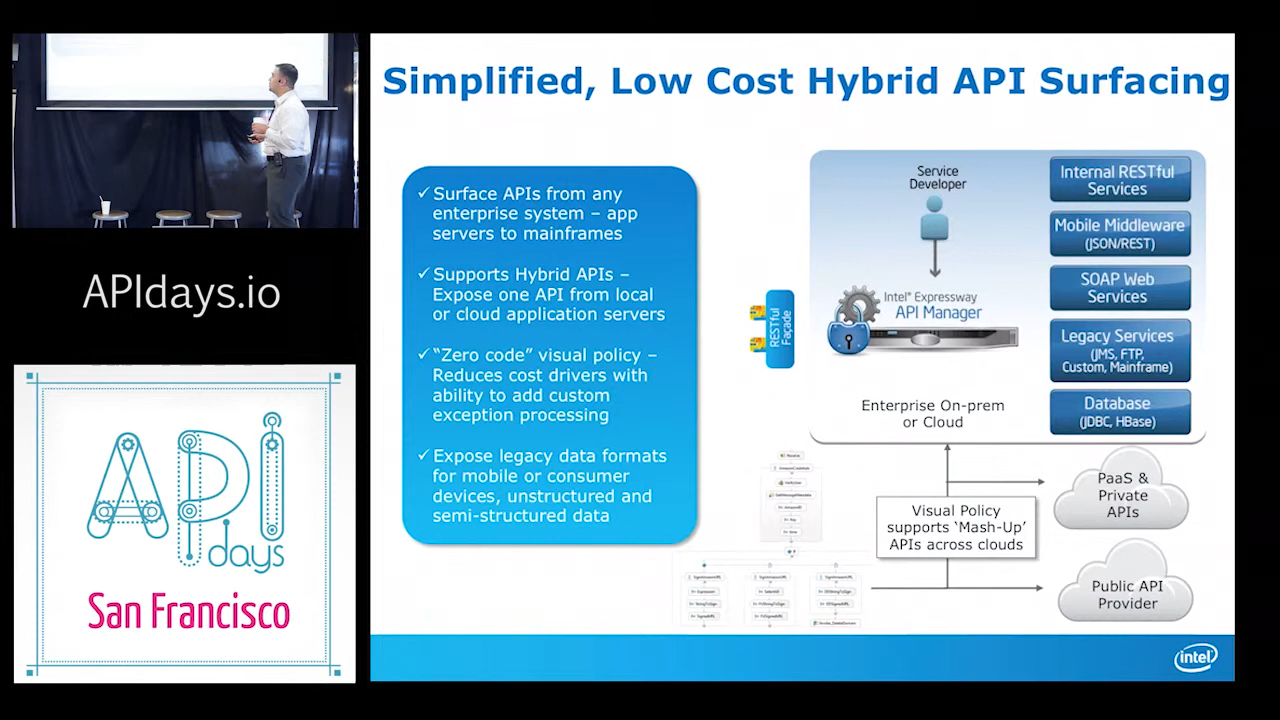 Simplified, Low Cost Hybrid API Surfacing
✓ Surface APIs from any
enterprise system – app
servers to mainframes
✓ Supports Hybrid APIs –
Expose one API from local
or cloud application servers
✓ “Zero code” visual policy –
Reduces cost drivers with
ability to add custom
exception processing
✓ Expose legacy data formats
for mobile or consumer
devices, unstructured and
semi-structured data
Service
Developer
Intel® Expressway
API Manager
RESTful
Façade
Enterprise On-prem
or Cloud
Internal RESTful
Services
Mobile Middleware
(JSON/REST)
SOAP Web
Services
Legacy Services
(JMS, FTP,
Custom, Mainframe)
Database
(JDBC, HBase)
Visual Policy
supports ‘Mash-Up’
APIs across clouds
PaaS &
Private
APIs
Public API
Provider
intel
APIdays.io
API
days
San Francisco